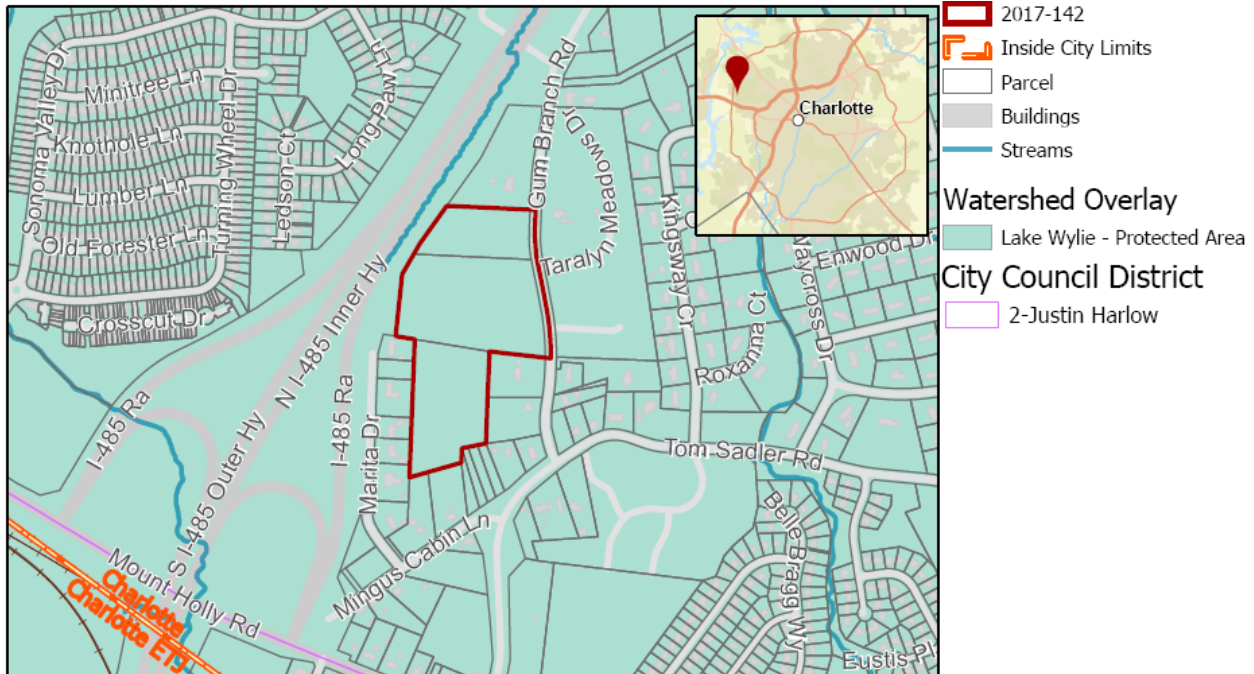 Sonoma Valley Dr
Minitree Ln
Knothole Ln
Lumber Ln
Old Forester Ln
Turning Wheel Dr
Crosscut Dr
Ledson Ct
Long Paw Ln
Gum Branch Rd
Taralyn Meadows Dr
Kingsway Cr
Roxanna Ct
Waycross Dr
Enwood Dr
N I-485 Inner Hy
I-485 Ra
I-485 Ra
S I-485 Outer Hy
Marita Dr
Tom Sadler Rd
Mingus Cabin Ln
Belle Bragg Wy
Eustis Pl
Mount Holly Rd
Charlotte
Charlotte ETJ
Charlotte
2017-142
Inside City Limits
Parcel
Buildings
Streams
Watershed Overlay
Lake Wylie - Protected Area
City Council District
2-Justin Harlow